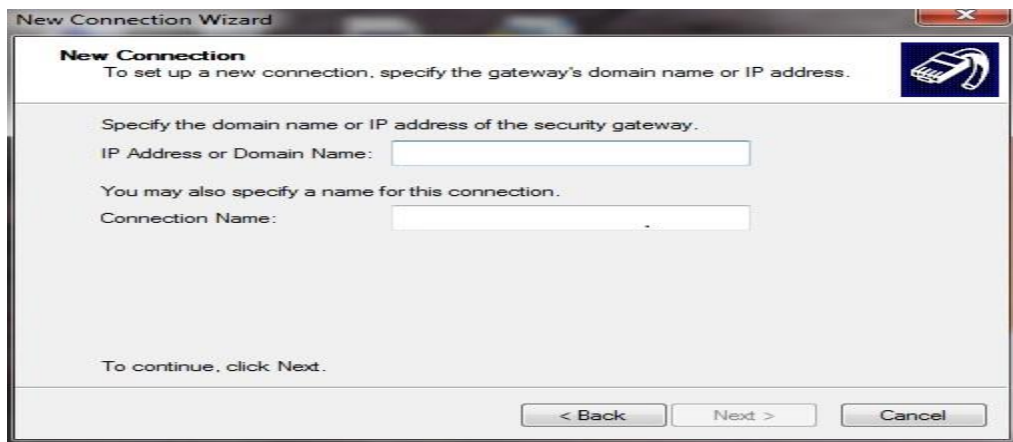 New Connection Wizard
New Connection
To set up a new connection, specify the gateway's domain name or IP address.
Specify the domain name or IP address of the security gateway.
IP Address or Domain Name:
You may also specify a name for this connection.
Connection Name:
To continue, click Next.
< Back Next > Cancel